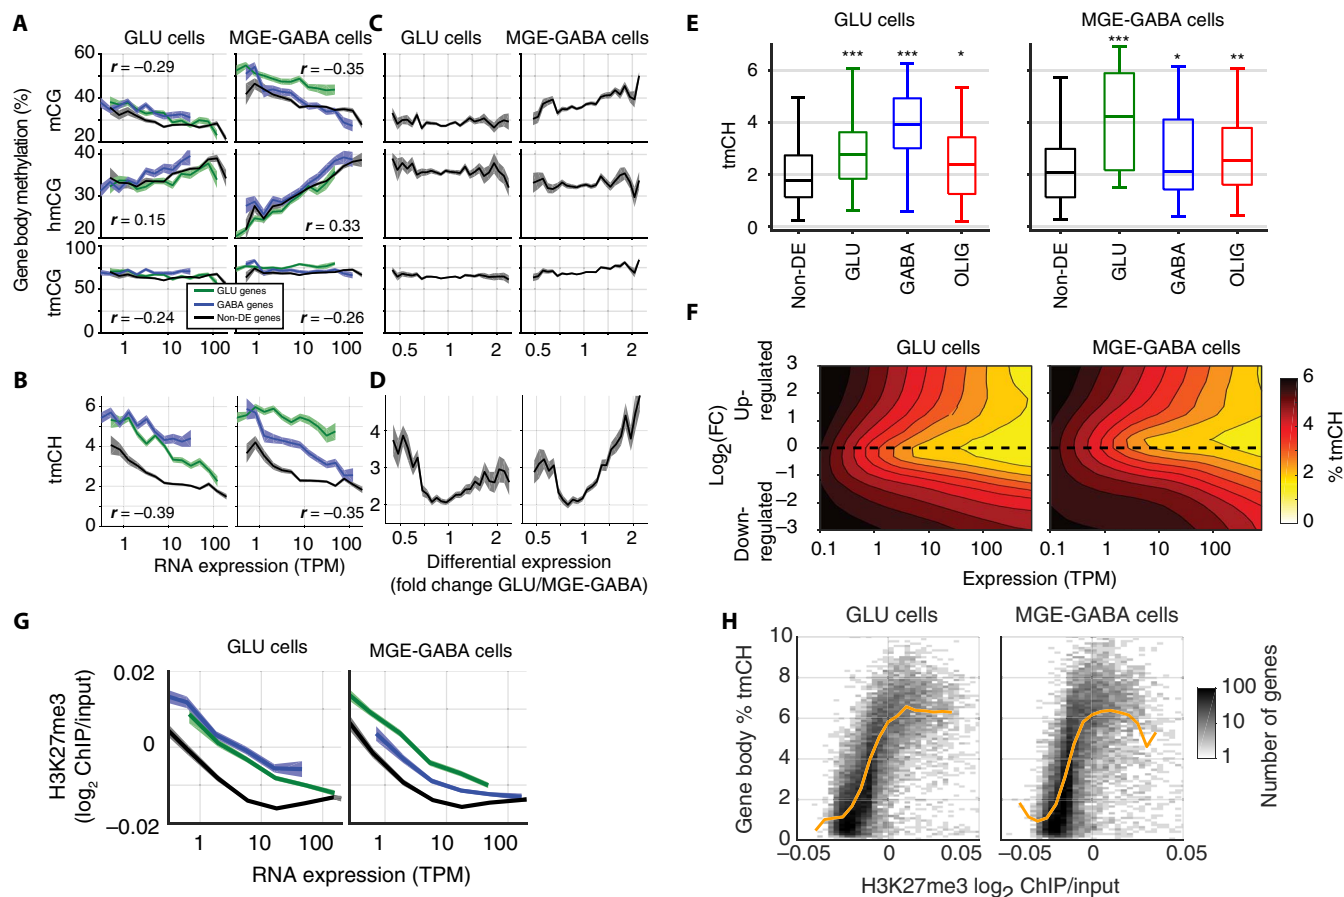 A
GLU cells
MGE-GABA cells
Gene body methylation (%)
mCG
60
40
20
r = −0.29
r = −0.35
hmCG
40
30
20
r = 0.15
r = 0.33
tmCG
100
50
0
r = −0.24
r = −0.26
GLU genes
GABA genes
Non-DE genes
1 10 100 1 10 100
B
tmCH
6
4
2
0
r = −0.39
r = −0.35
1 10 100 1 10 100
RNA expression (TPM)
C
GLU cells
MGE-GABA cells
0.5 1 2 0.5 1 2
D
4
3
2
0.5 1 2 0.5 1 2
Differential expression
(fold change GLU/MGE-GABA)
E
GLU cells
MGE-GABA cells
tmCH
6
4
2
0
*** *** *
*** * **
Non-DE GLU GABA OLIG
Non-DE GLU GABA OLIG
F
GLU cells
MGE-GABA cells
Log2(FC)
Up-
regulated
Down-
regulated
3
2
1
0
−1
−2
−3
0.1 1 10 100 0.1 1 10 100
Expression (TPM)
6
4
2
0
% tmCH
G
GLU cells
MGE-GABA cells
H3K27me3
(log2 ChIP/input)
0.02
0
−0.02
1 10 100 1 10 100
RNA expression (TPM)
H
GLU cells
MGE-GABA cells
Gene body % tmCH
10
8
6
4
2
0
−0.05 0 0.05 −0.05 0 0.05
H3K27me3 log2 ChIP/input
100
10
1
Number of genes